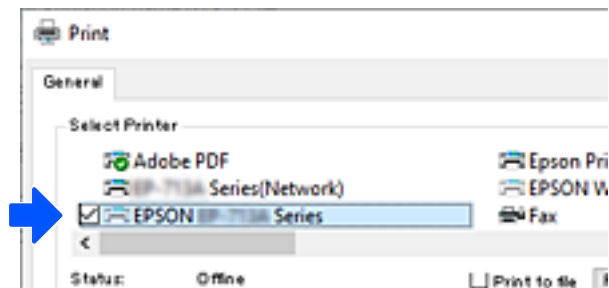 Print
General
Select Printer
Adobe PDF
Epson Pri
Series(Network)
EPSON W
EPSON Series
Fax
Status: Offline
Print to file